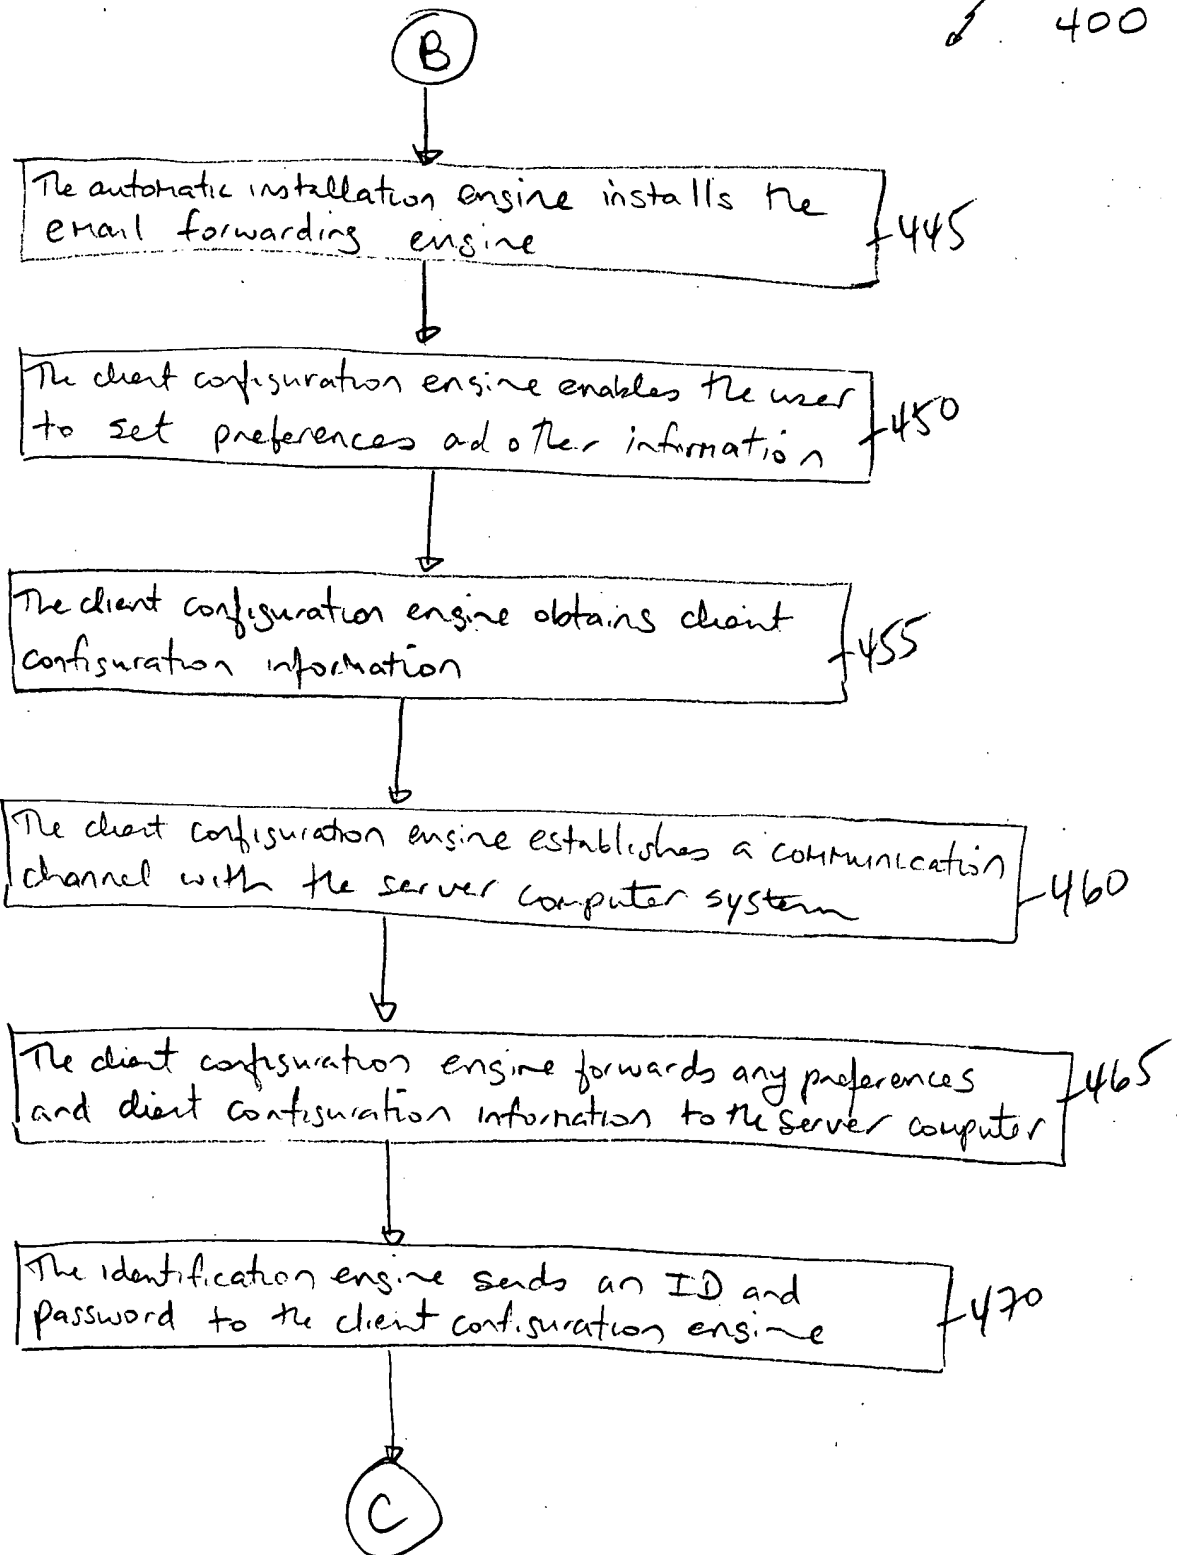 400
B
The automatic installation engine installs the
email forwarding engine
445
The client configuration engine enables the user
to set preferences ad other information
450
The client configuration engine obtains client
configuration information
455
The client configuration engine establishes a communication
channel with the server computer system
460
The client configuration engine forwards any preferences
and client configuration information to the server computer
465
The identification engine sends an ID and
password to the client configuration engine
470
C